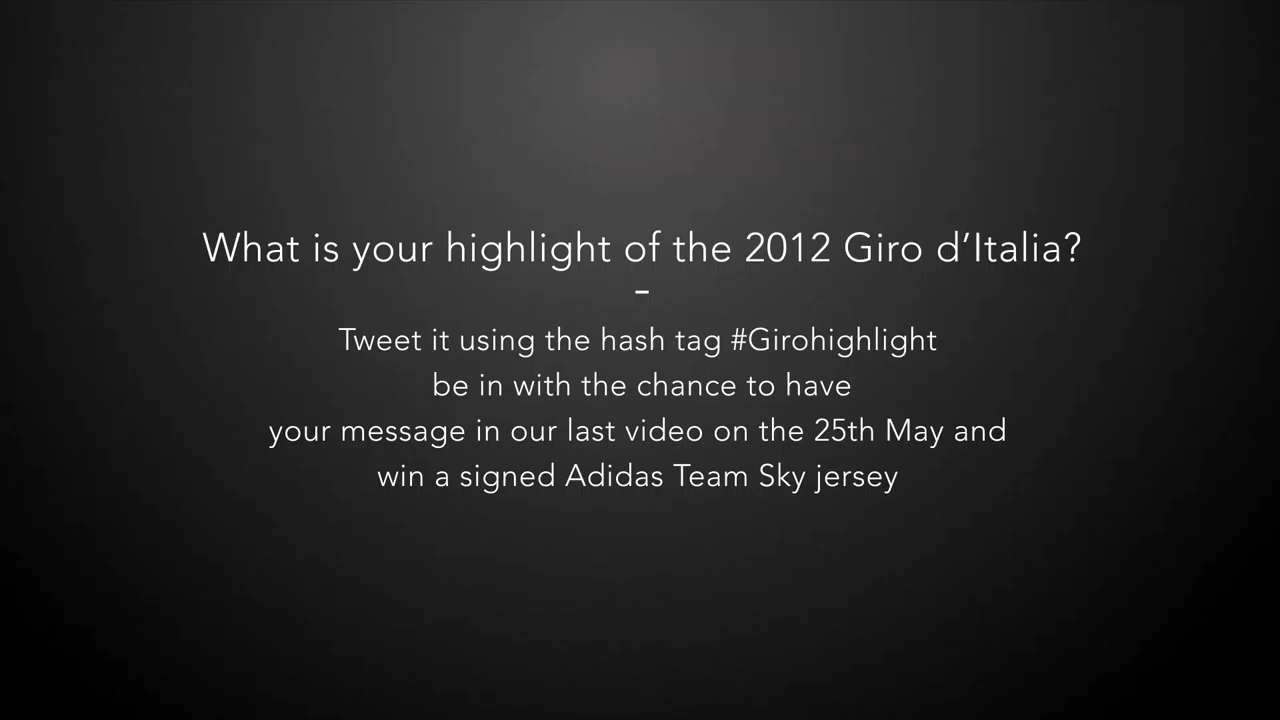 What is your highlight of the 2012 Giro d’Italia?
–
Tweet it using the hash tag #Girohighlight
be in with the chance to have
your message in our last video on the 25th May and
win a signed Adidas Team Sky jersey